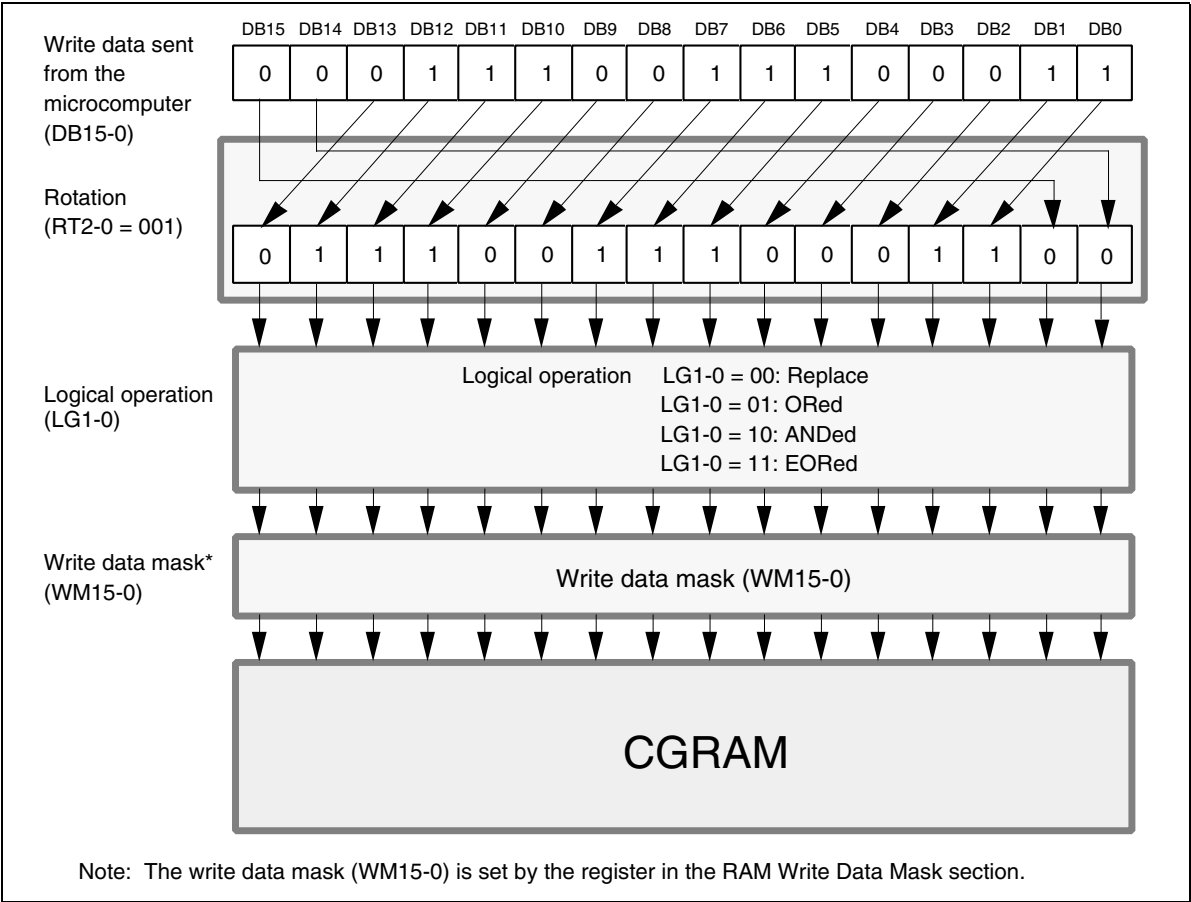 DB15 DB14 DB13 DB12 DB11 DB10 DB9 DB8 DB7 DB6 DB5 DB4 DB3 DB2 DB1 DB0
Write data sent
from the
microcomputer
(DB15-0)
0 0 0 1 1 1 0 0 1 1 1 0 0 0 1 1
Rotation
(RT2-0 = 001)
0 1 1 1 0 0 1 1 1 0 0 0 1 1 0 0
Logical operation
(LG1-0)
Logical operation LG1-0 = 00: Replace
LG1-0 = 01: ORed
LG1-0 = 10: ANDed
LG1-0 = 11: EORed
Write data mask*
(WM15-0)
Write data mask (WM15-0)
CGRAM
Note: The write data mask (WM15-0) is set by the register in the RAM Write Data Mask section.